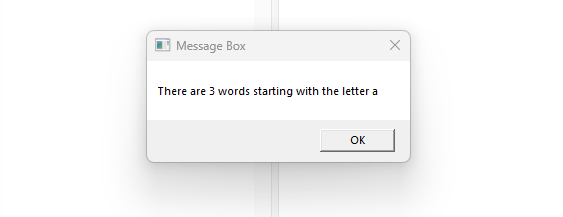 Message Box
There are 3 words starting with the letter a
OK